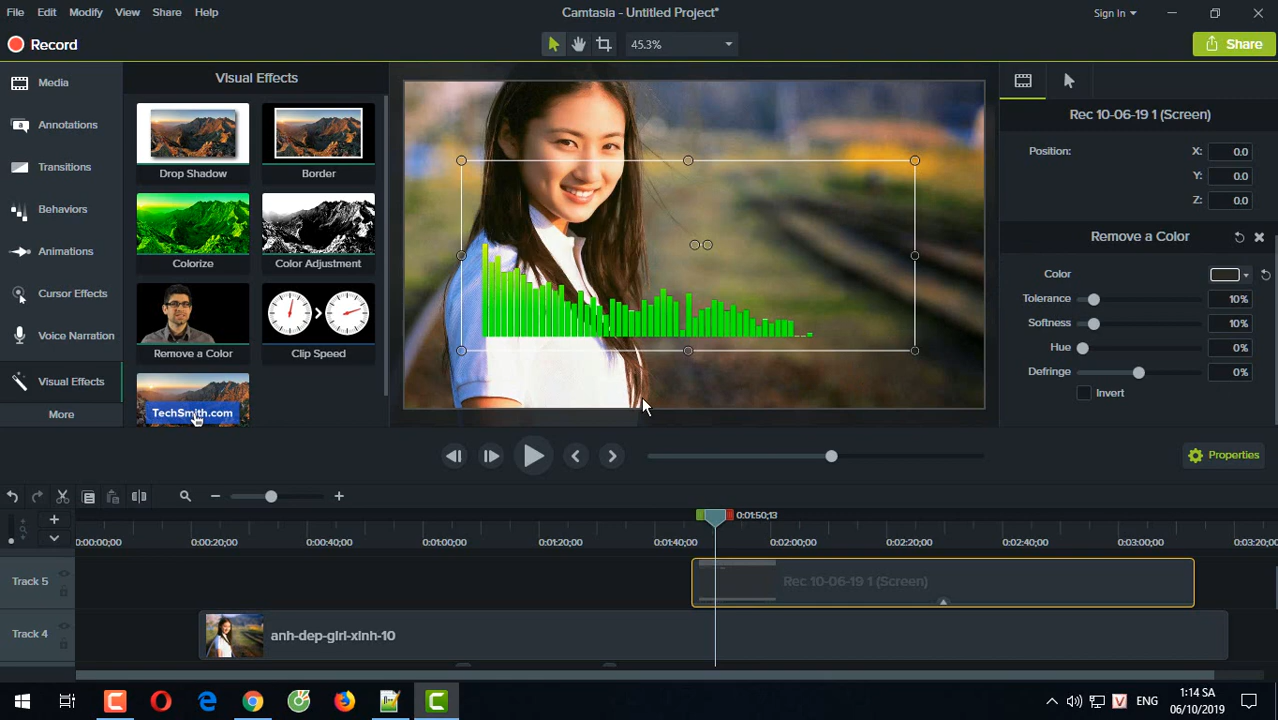 File Edit Modify View Share Help
Camtasia - Untitled Project*
Sign In
Record
45.3%
Share
Media
Annotations
Transitions
Behaviors
Animations
Cursor Effects
Voice Narration
Visual Effects
More
Visual Effects
Drop Shadow
Border
Colorize
Color Adjustment
Remove a Color
Clip Speed
TechSmith.com
Rec 10-06-19 1 (Screen)
Position: X: 0.0
Y: 0.0
Z: 0.0
Remove a Color
Color
Tolerance 10%
Softness 10%
Hue 0%
Defringe 0%
Invert
Properties
0:01:50;13
0:00:00;00 0:00:20;00 0:00:40;00 0:01:00;00 0:01:20;00 0:01:40;00 0:02:00;00 0:02:20;00 0:02:40;00 0:03:00;00 0:03:20;00
Track 5
Rec 10-06-19 1 (Screen)
Track 4
anh-dep-girl-xinh-10
ENG
1:14 SA
06/10/2019